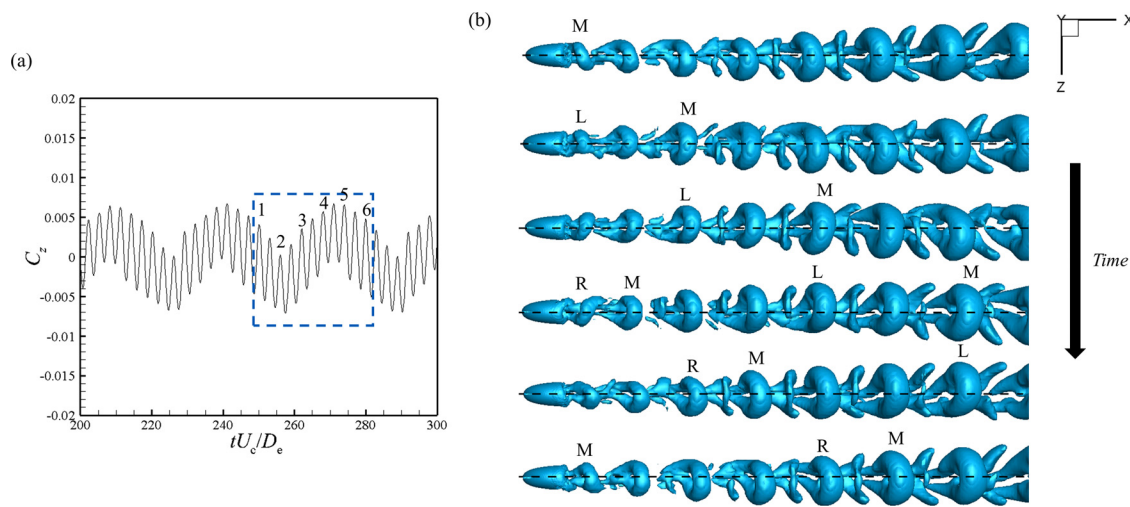 (a)
0.02
0.015
0.01
0.005
0
-0.005
-0.01
-0.015
-0.02
C_z
1
2
3
4
5
6
200
220
240
260
280
300
tU_c/D_e
(b)
M
L M
L M
R M L M
R M L
M R M
Y X
Z
Time